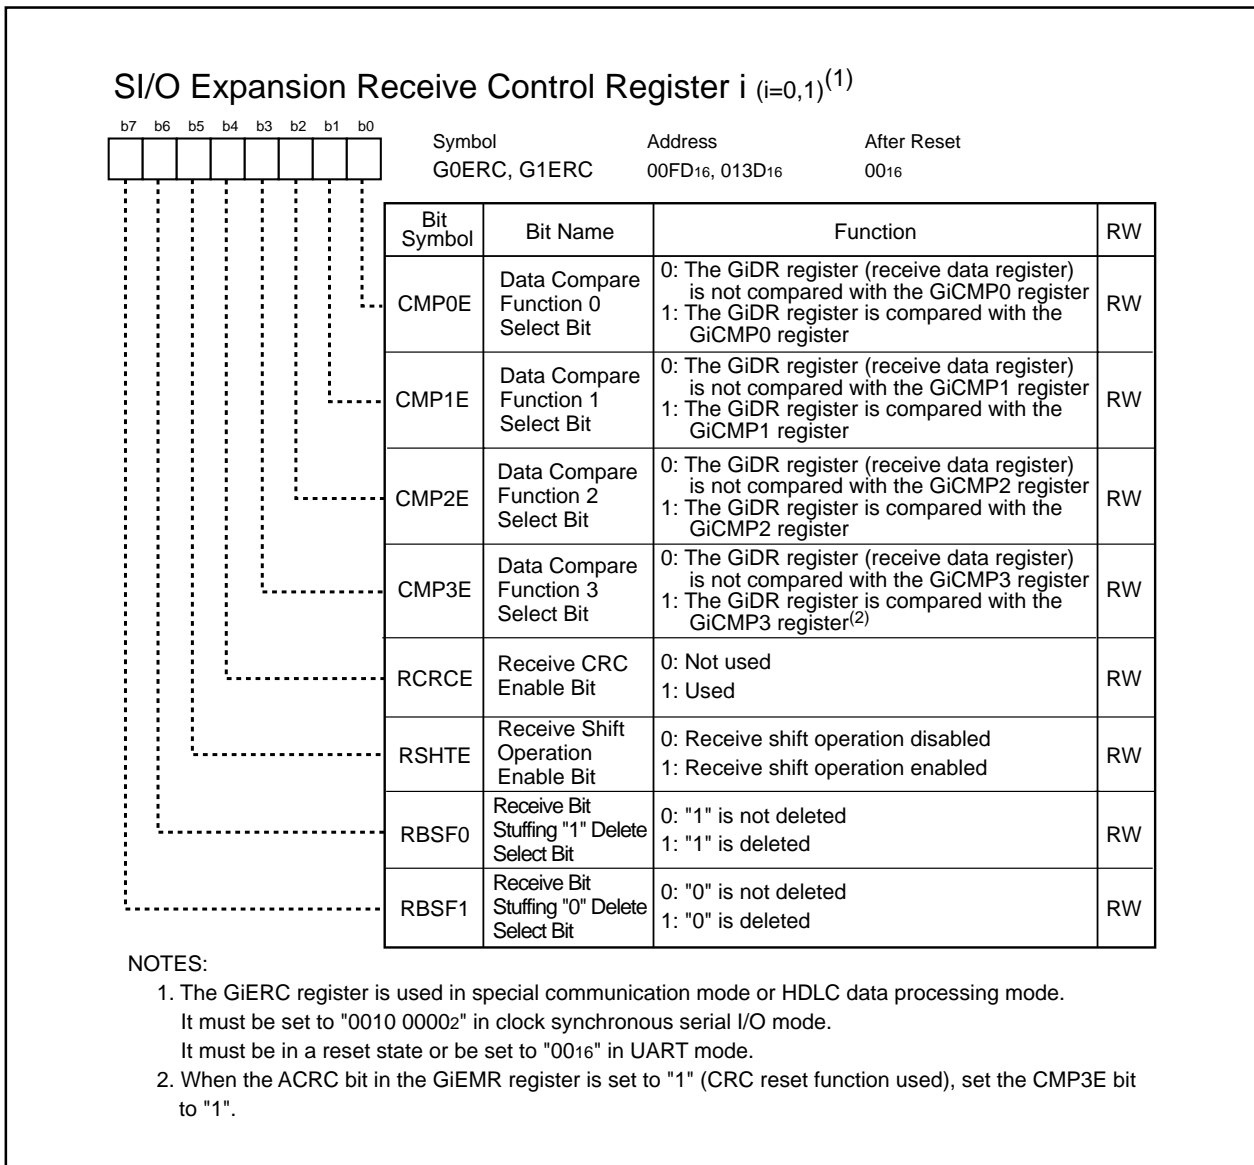 SI/O Expansion Receive Control Register i (i=0,1)(1)
b7 b6 b5 b4 b3 b2 b1 b0
Symbol Address After Reset
G0ERC, G1ERC 00FD16, 013D16 0016
Bit Symbol Bit Name Function RW
CMP0E
Data Compare
Function 0
Select Bit
0: The GiDR register (receive data register)
is not compared with the GiCMP0 register
1: The GiDR register is compared with the
GiCMP0 register
RW
CMP1E
Data Compare
Function 1
Select Bit
0: The GiDR register (receive data register)
is not compared with the GiCMP1 register
1: The GiDR register is compared with the
GiCMP1 register
RW
CMP2E
Data Compare
Function 2
Select Bit
0: The GiDR register (receive data register)
is not compared with the GiCMP2 register
1: The GiDR register is compared with the
GiCMP2 register
RW
CMP3E
Data Compare
Function 3
Select Bit
0: The GiDR register (receive data register)
is not compared with the GiCMP3 register
1: The GiDR register is compared with the
GiCMP3 register(2)
RW
RCRCE
Receive CRC
Enable Bit
0: Not used
1: Used
RW
RSHTE
Receive Shift
Operation
Enable Bit
0: Receive shift operation disabled
1: Receive shift operation enabled
RW
RBSF0
Receive Bit
Stuffing "1" Delete
Select Bit
0: "1" is not deleted
1: "1" is deleted
RW
RBSF1
Receive Bit
Stuffing "0" Delete
Select Bit
0: "0" is not deleted
1: "0" is deleted
RW
NOTES:
1. The GiERC register is used in special communication mode or HDLC data processing mode.
It must be set to "0010 00002" in clock synchronous serial I/O mode.
It must be in a reset state or be set to "0016" in UART mode.
2. When the ACRC bit in the GiEMR register is set to "1" (CRC reset function used), set the CMP3E bit
to "1".